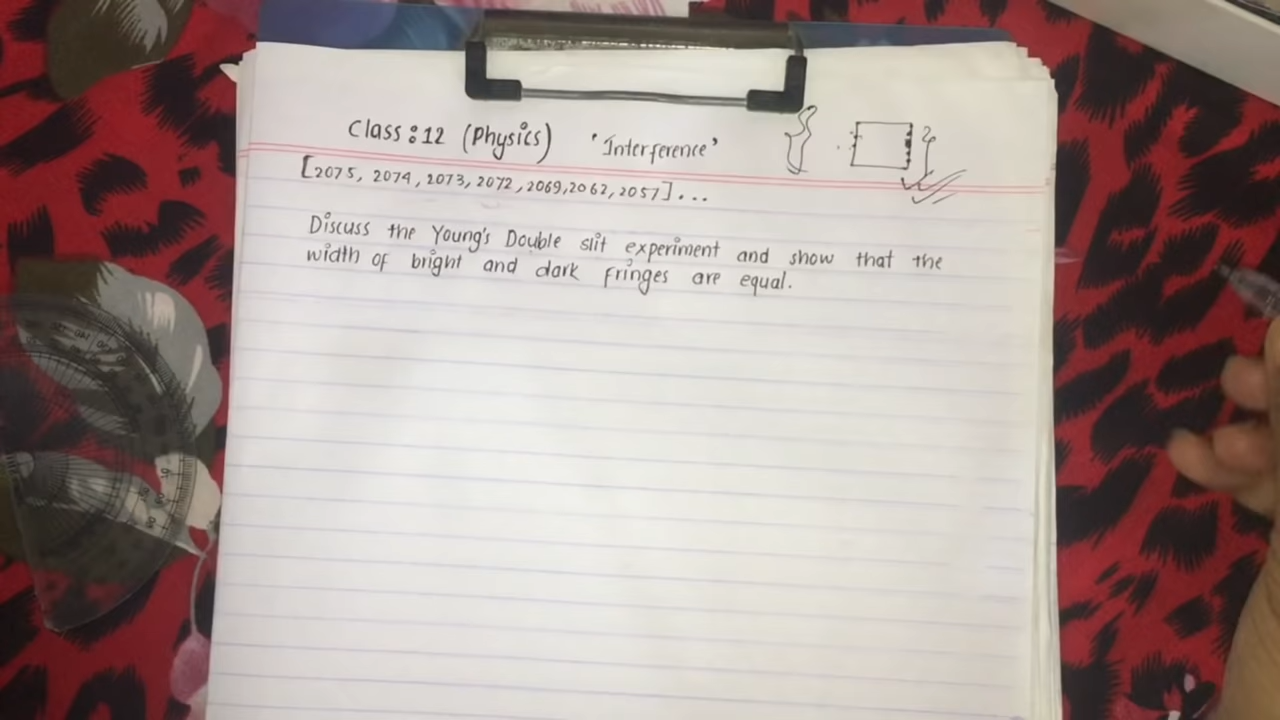 Class:12 (Physics) 'Interference'
[2075, 2074, 2073, 2072, 2069, 2062, 2057]...
Discuss the Young's Double slit experiment and show that the
width of bright and dark fringes are equal.